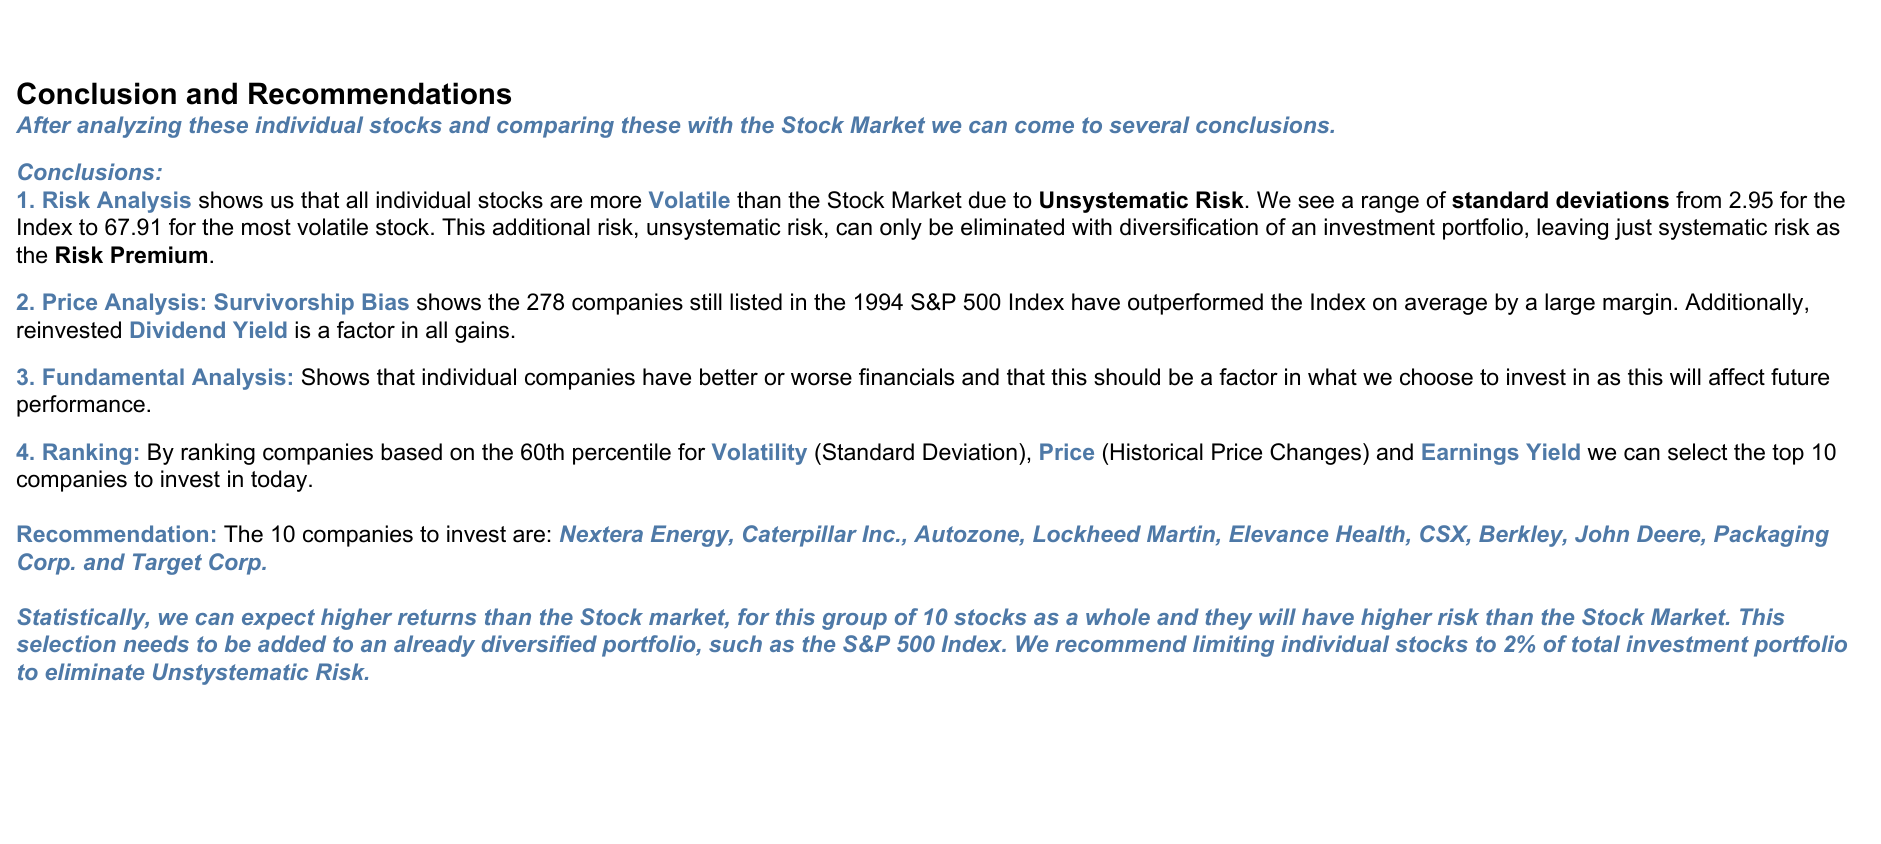 Conclusion and Recommendations
After analyzing these individual stocks and comparing these with the Stock Market we can come to several conclusions.
Conclusions:
1. Risk Analysis shows us that all individual stocks are more Volatile than the Stock Market due to Unsystematic Risk. We see a range of standard deviations from 2.95 for the
Index to 67.91 for the most volatile stock. This additional risk, unsystematic risk, can only be eliminated with diversification of an investment portfolio, leaving just systematic risk as
the Risk Premium.
2. Price Analysis: Survivorship Bias shows the 278 companies still listed in the 1994 S&P 500 Index have outperformed the Index on average by a large margin. Additionally,
reinvested Dividend Yield is a factor in all gains.
3. Fundamental Analysis: Shows that individual companies have better or worse financials and that this should be a factor in what we choose to invest in as this will affect future
performance.
4. Ranking: By ranking companies based on the 60th percentile for Volatility (Standard Deviation), Price (Historical Price Changes) and Earnings Yield we can select the top 10
companies to invest in today.
Recommendation: The 10 companies to invest are: Nextera Energy, Caterpillar Inc., Autozone, Lockheed Martin, Elevance Health, CSX, Berkley, John Deere, Packaging
Corp. and Target Corp.
Statistically, we can expect higher returns than the Stock market, for this group of 10 stocks as a whole and they will have higher risk than the Stock Market. This
selection needs to be added to an already diversified portfolio, such as the S&P 500 Index. We recommend limiting individual stocks to 2% of total investment portfolio
to eliminate Unstystematic Risk.